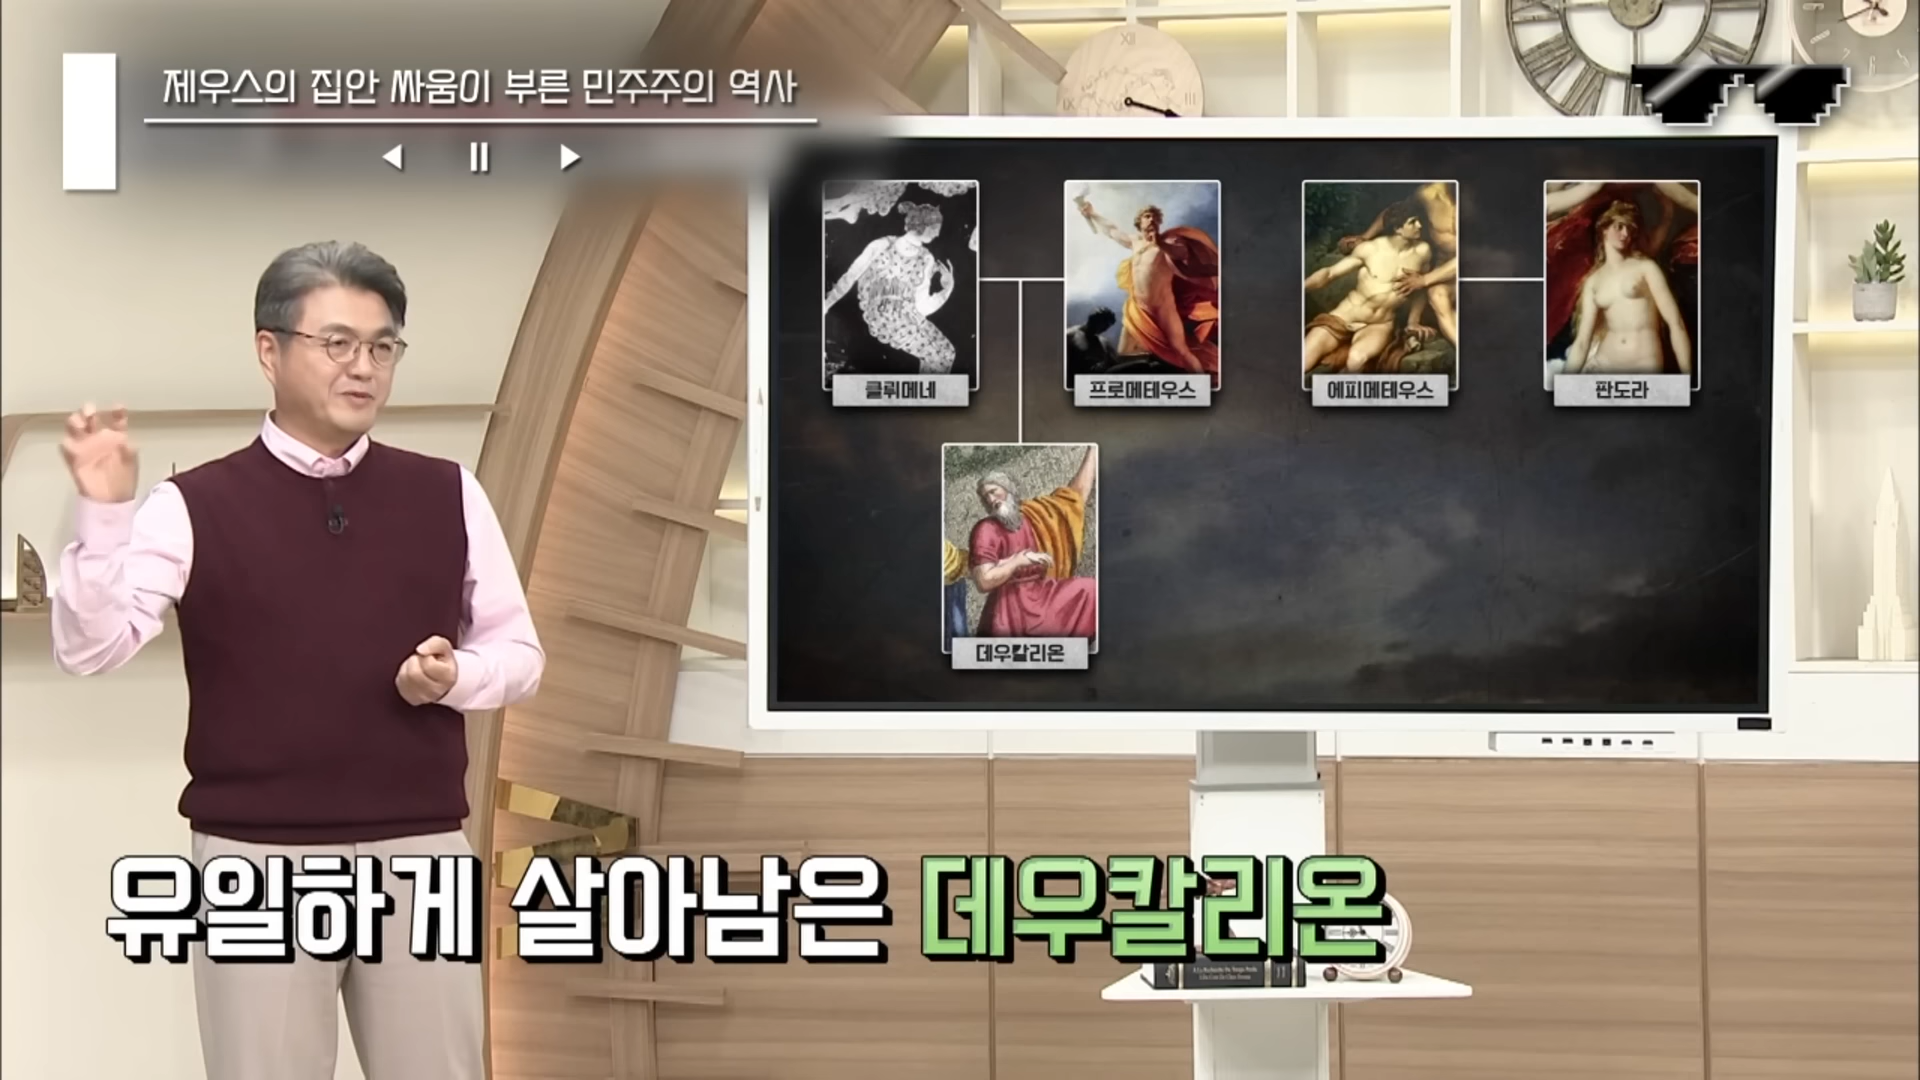 제우스의 집안 싸움이 부른 민주주의 역사
클뤼메네
프로메테우스
에피메테우스
판도라
데우칼리온
유일하게 살아남은 데우칼리온